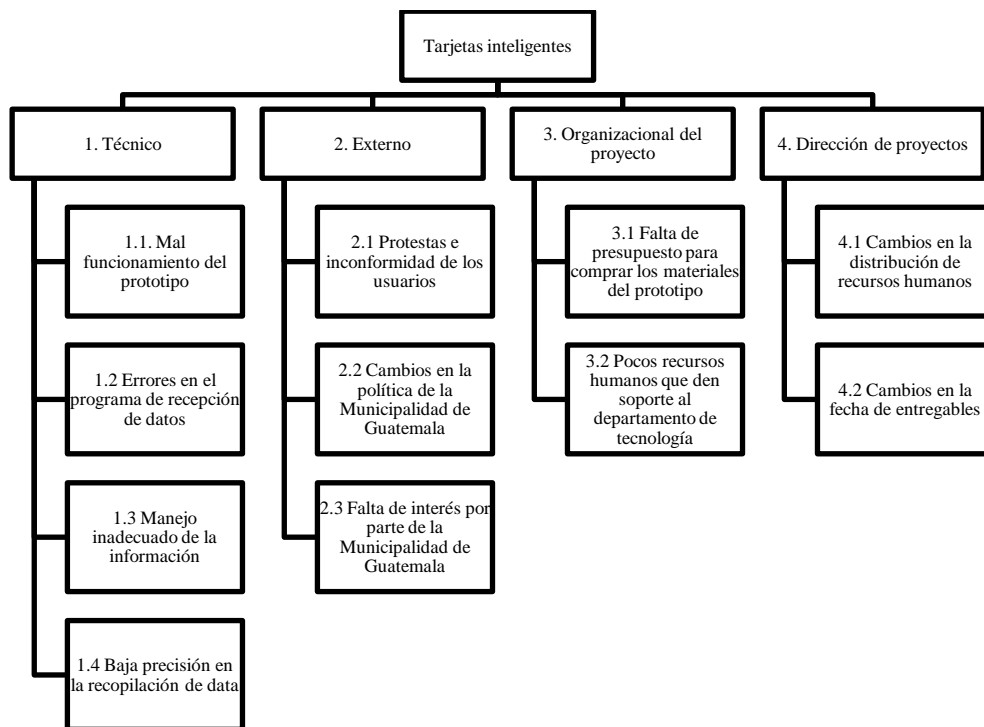 Tarjetas inteligentes
1. Técnico
2. Externo
3. Organizacional del
proyecto
4. Dirección de proyectos
1.1. Mal
funcionamiento del
prototipo
1.2 Errores en el
programa de recepción
de datos
1.3 Manejo
inadecuado de la
información
1.4 Baja precisión en
la recopilación de data
2.1 Protestas e
inconformidad de los
usuarios
2.2 Cambios en la
política de la
Municipalidad de
Guatemala
2.3 Falta de interés por
parte de la
Municipalidad de
Guatemala
3.1 Falta de
presupuesto para
comprar los materiales
del prototipo
3.2 Pocos recursos
humanos que den
soporte al
departamento de
tecnología
4.1 Cambios en la
distribución de
recursos humanos
4.2 Cambios en la
fecha de entregables